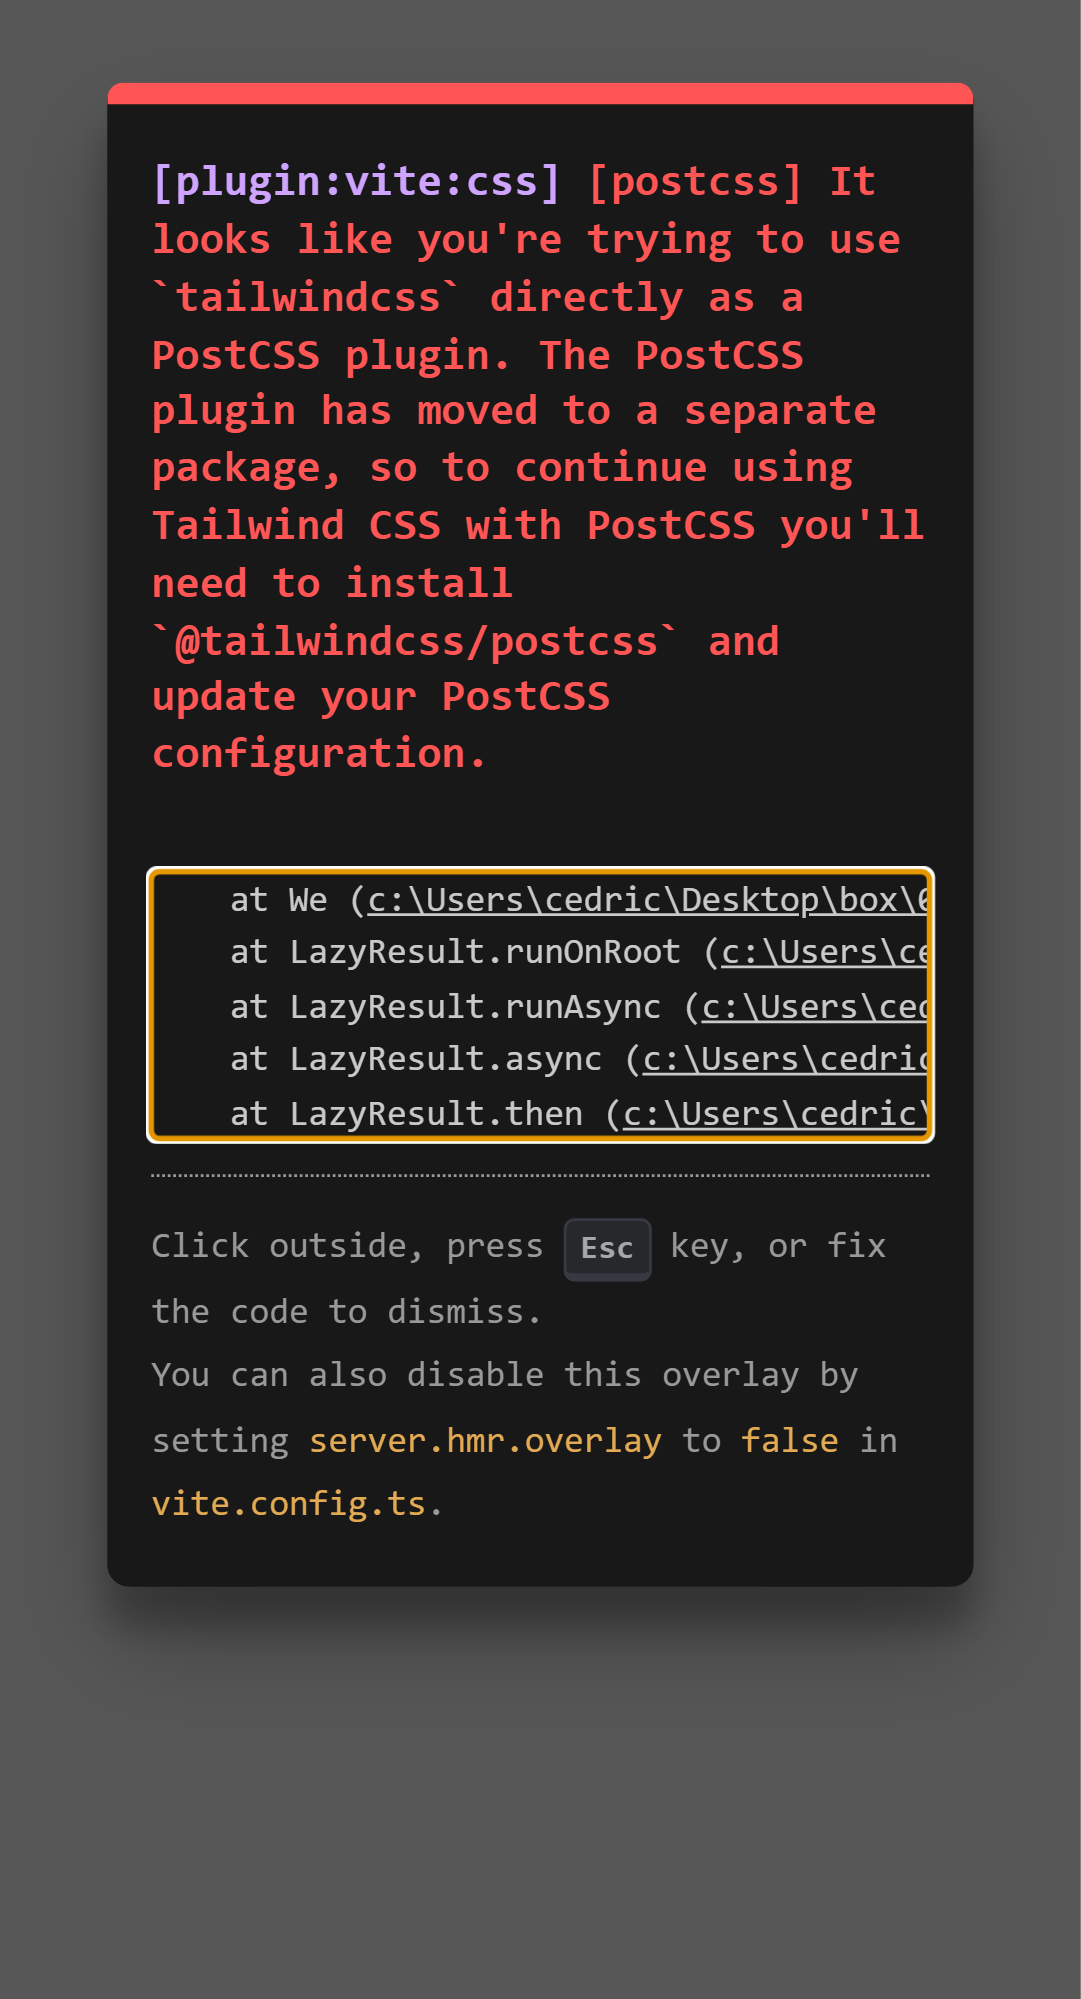 [plugin:vite:css] [postcss] It
looks like you're trying to use
`tailwindcss` directly as a
PostCSS plugin. The PostCSS
plugin has moved to a separate
package, so to continue using
Tailwind CSS with PostCSS you'll
need to install
`@tailwindcss/postcss` and
update your PostCSS
configuration.
at We (c:\Users\cedric\Desktop\box\6
at LazyResult.runOnRoot (c:\Users\ce
at LazyResult.runAsync (c:\Users\ced
at LazyResult.async (c:\Users\cedric
at LazyResult.then (c:\Users\cedric\
Click outside, press Esc key, or fix
the code to dismiss.
You can also disable this overlay by
setting server.hmr.overlay to false in
vite.config.ts.